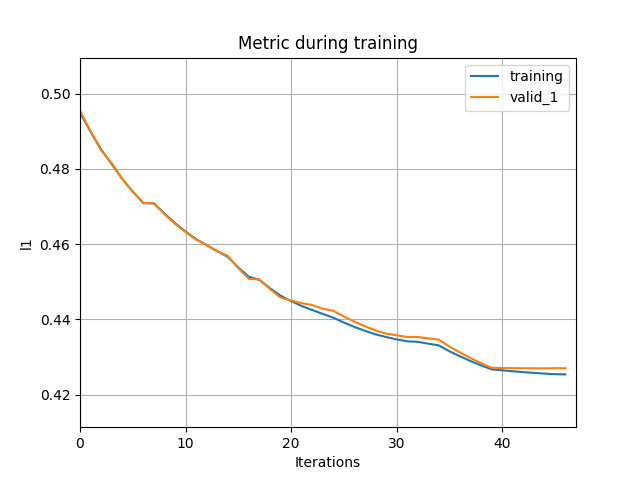 Metric during training
training
valid_1
0.50
0.48
0.46
0.44
0.42
l1
0 10 20 30 40
Iterations